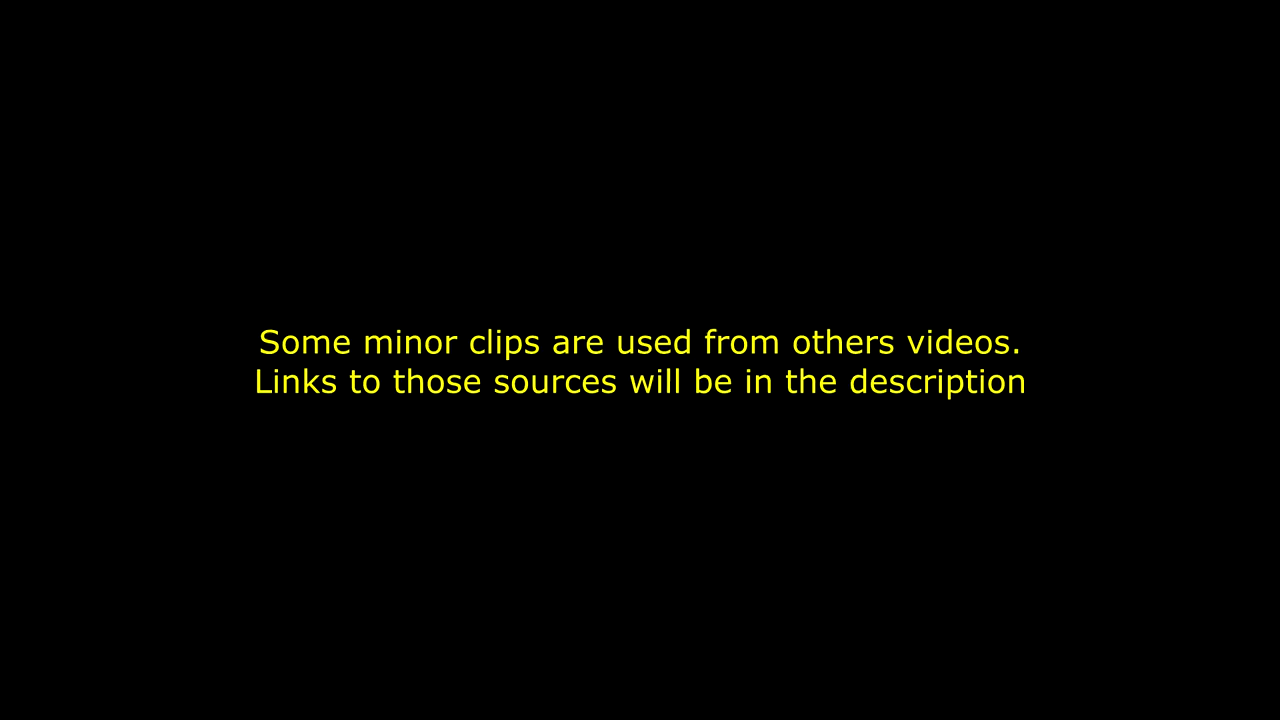 Some minor clips are used from others videos.
Links to those sources will be in the description